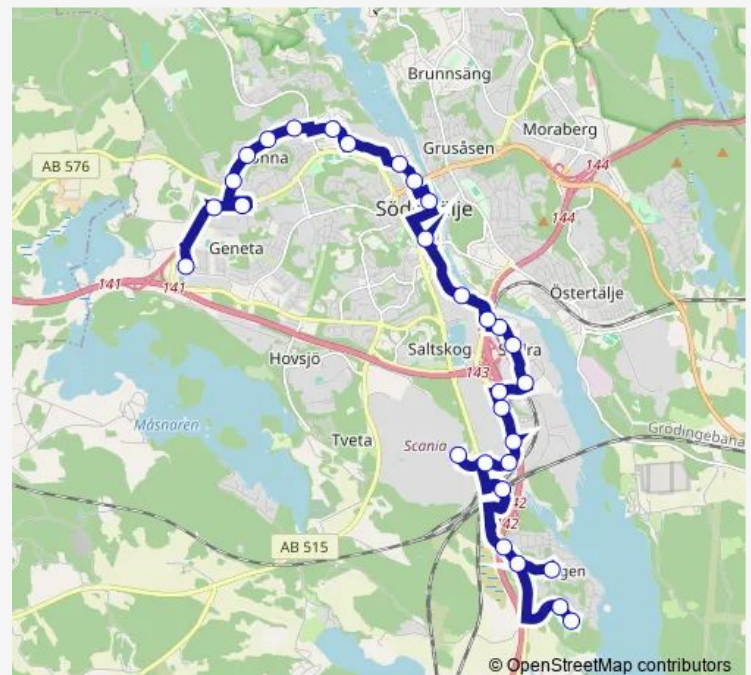 Brunnsäng
Moraberg
Grusåsen
144
AB 576
144
Geneta
141
141
Östertälje
Saltskog
Hovsjö
143
Måsnaren
Grödingebana
Tveta
Scania
142
AB 515
© OpenStreetMap contributors